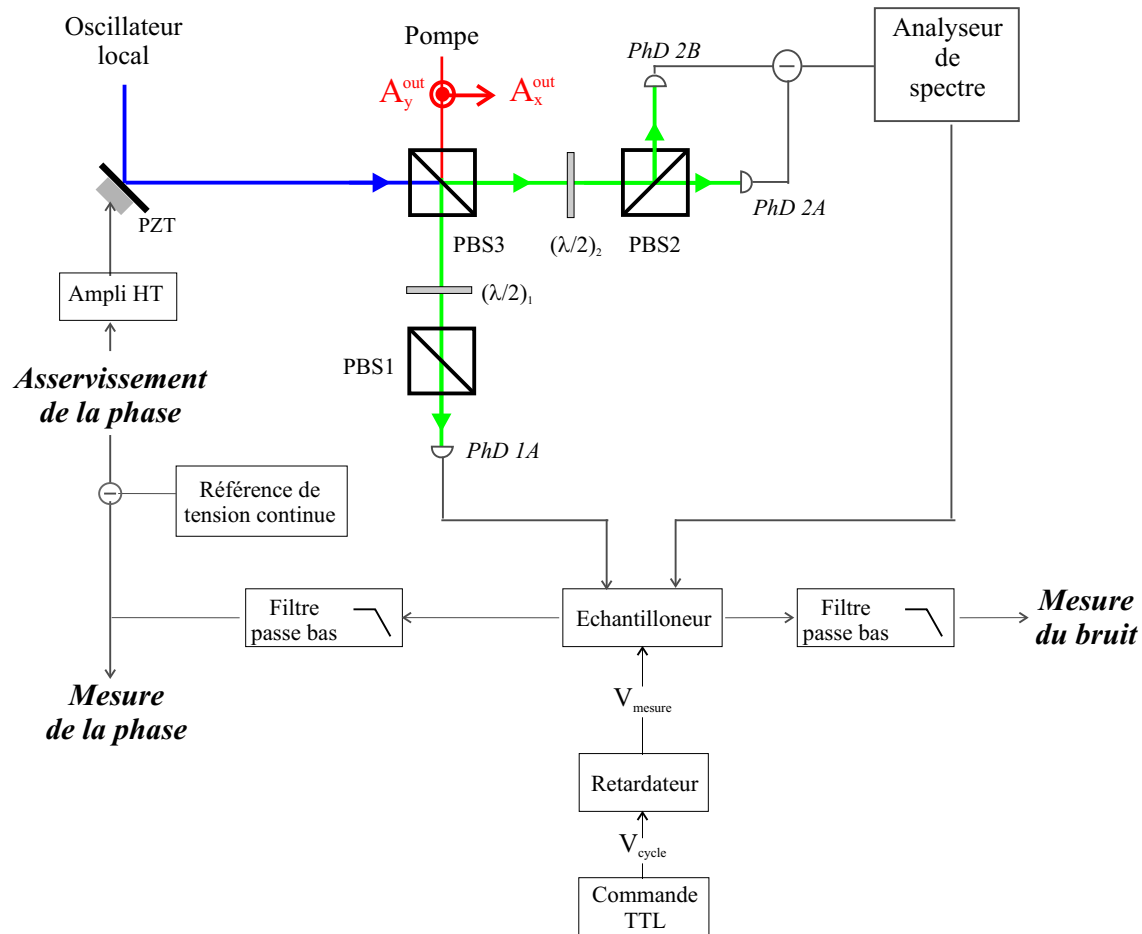 Oscillateur
local
Pompe
A_y^out
A_x^out
PhD 2B
−
Analyseur
de
spectre
PhD 2A
PZT
PBS3
(λ/2)₂
PBS2
Ampli HT
(λ/2)₁
PBS1
Asservissement
de la phase
PhD 1A
−
Référence de
tension continue
Filtre
passe bas
Echantilloneur
Filtre
passe bas
Mesure
du bruit
Mesure
de la phase
V_mesure
Retardateur
V_cycle
Commande
TTL